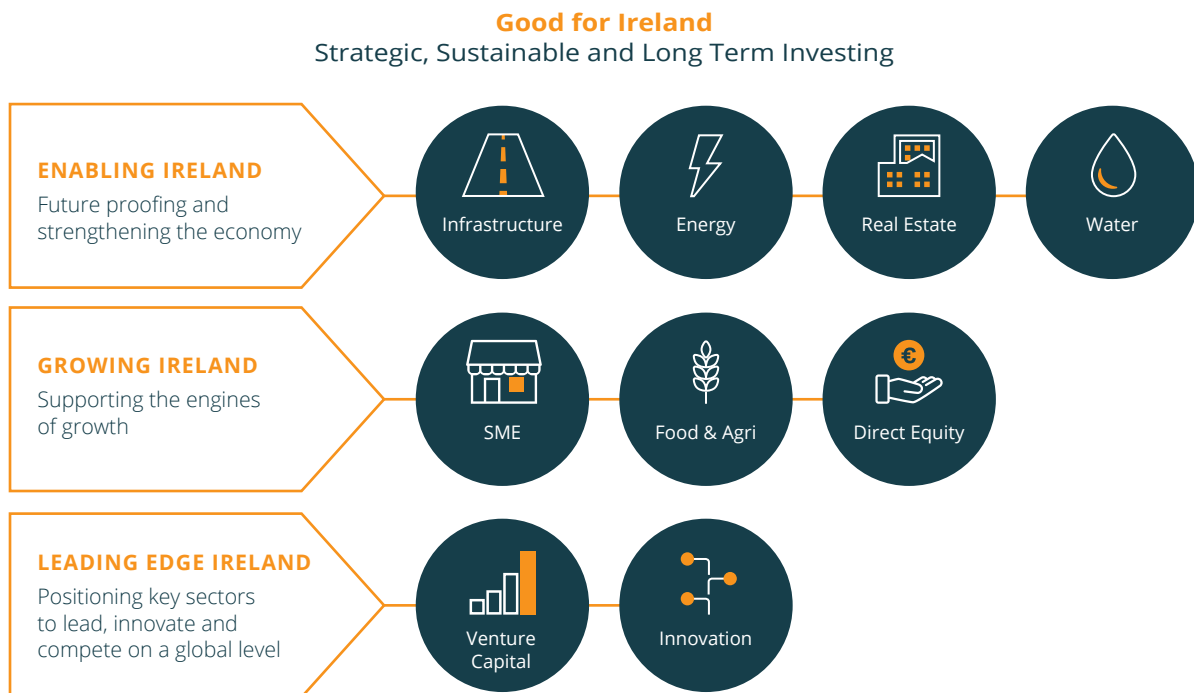 Good for Ireland
Strategic, Sustainable and Long Term Investing
ENABLING IRELAND
Future proofing and
strengthening the economy
Infrastructure
Energy
Real Estate
Water
GROWING IRELAND
Supporting the engines
of growth
SME
Food & Agri
€
Direct Equity
LEADING EDGE IRELAND
Positioning key sectors
to lead, innovate and
compete on a global level
Venture
Capital
Innovation